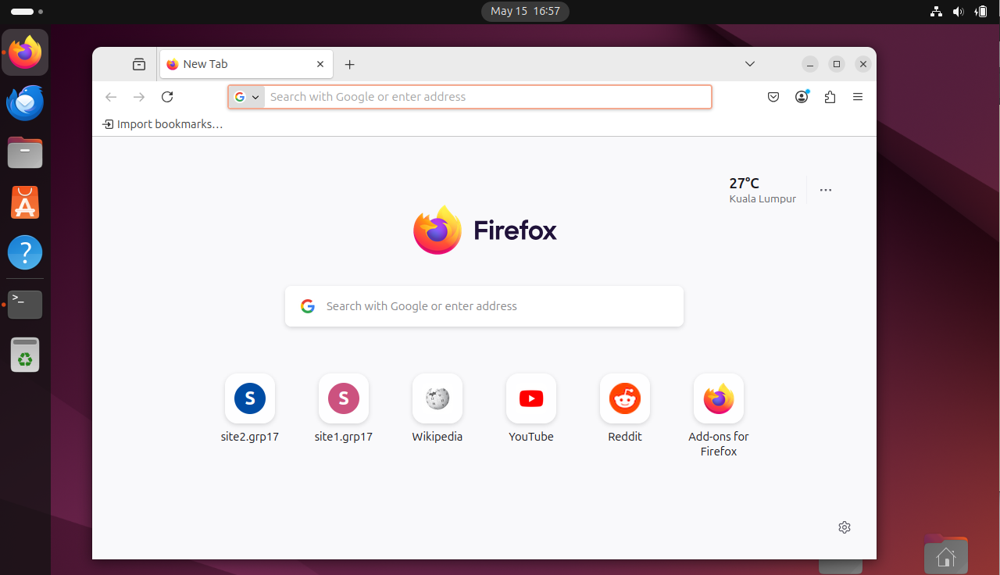 May 15 16:57
New Tab
Search with Google or enter address
Import bookmarks…
27°C
Kuala Lumpur
Firefox
Search with Google or enter address
S
S
site2.grp17
site1.grp17
Wikipedia
YouTube
Reddit
Add-ons for
Firefox
>_